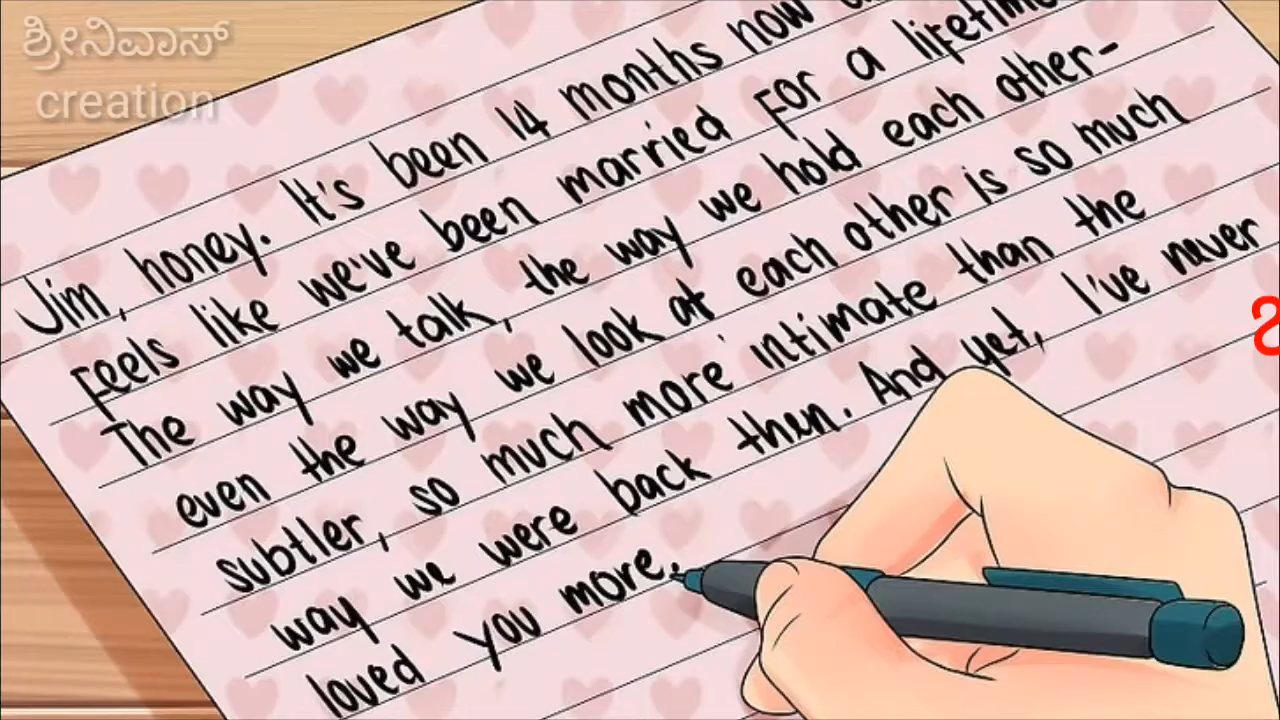 ಶ್ರೀನಿವಾಸ್
creation
Jim, honey. It's been 14 months now
feels like we've been married for a lifetime
The way we talk, the way we hold each other-
even the way we look at each other is so much
subtler, so much more intimate than the
way we were back then. And yet, I've never
loved you more.